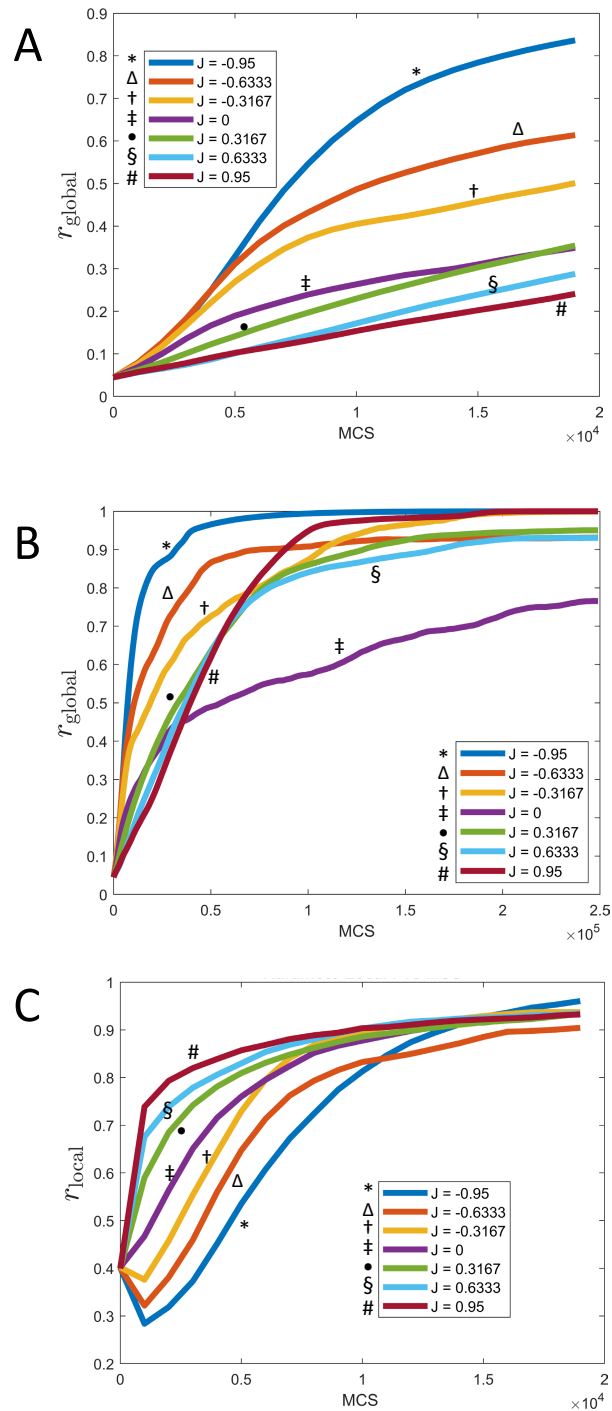 A
0.9
0.8
0.7
0.6
0.5
0.4
0.3
0.2
0.1
0
r_global
* J = -0.95
Δ J = -0.6333
† J = -0.3167
‡ J = 0
● J = 0.3167
§ J = 0.6333
# J = 0.95
*
Δ
†
‡
●
§
#
0 0.5 1 1.5 2
MCS
×10^4
B
1
0.9
0.8
0.7
0.6
0.5
0.4
0.3
0.2
0.1
0
r_global
*
Δ
†
§
‡
#
●
* J = -0.95
Δ J = -0.6333
† J = -0.3167
‡ J = 0
● J = 0.3167
§ J = 0.6333
# J = 0.95
0 0.5 1 1.5 2 2.5
MCS
×10^5
C
1
0.9
0.8
0.7
0.6
0.5
0.4
0.3
0.2
r_local
#
§
●
‡
†
Δ
*
* J = -0.95
Δ J = -0.6333
† J = -0.3167
‡ J = 0
● J = 0.3167
§ J = 0.6333
# J = 0.95
0 0.5 1 1.5 2
MCS
×10^4